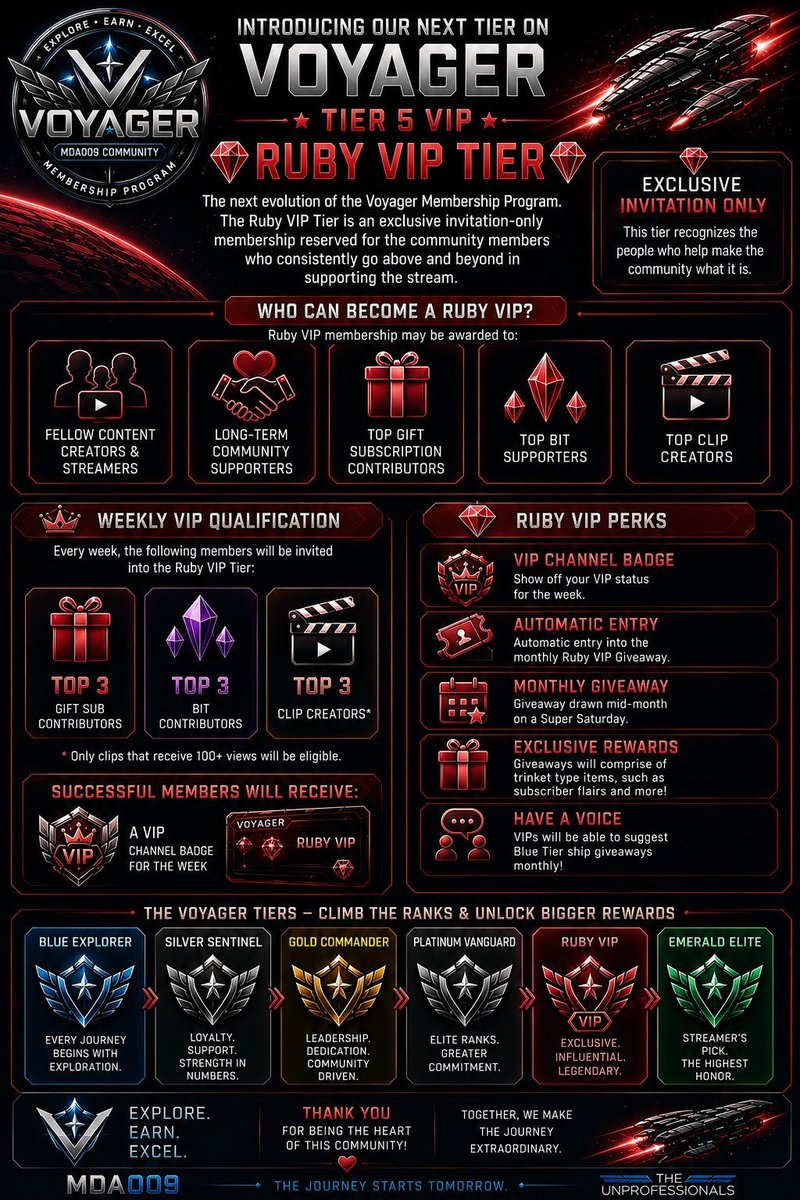 EXPLORE • EARN • EXCEL
VOYAGER
MDA009 COMMUNITY
MEMBERSHIP PROGRAM
INTRODUCING OUR NEXT TIER ON
VOYAGER
TIER 5 VIP
RUBY VIP TIER
The next evolution of the Voyager Membership Program.
The Ruby VIP Tier is an exclusive invitation-only
membership reserved for the community members
who consistently go above and beyond in
supporting the stream.
EXCLUSIVE
INVITATION ONLY
This tier recognizes the
people who help make the
community what it is.
WHO CAN BECOME A RUBY VIP?
Ruby VIP membership may be awarded to:
FELLOW CONTENT
CREATORS &
STREAMERS
LONG-TERM
COMMUNITY
SUPPORTERS
TOP GIFT
SUBSCRIPTION
CONTRIBUTORS
TOP BIT
SUPPORTERS
TOP CLIP
CREATORS
WEEKLY VIP QUALIFICATION
Every week, the following members will be invited
into the Ruby VIP Tier:
TOP 3
GIFT SUB
CONTRIBUTORS
TOP 3
BIT
CONTRIBUTORS
TOP 3
CLIP CREATORS*
* Only clips that receive 100+ views will be eligible.
SUCCESSFUL MEMBERS WILL RECEIVE:
VIP
A VIP
CHANNEL BADGE
FOR THE WEEK
VOYAGER
RUBY VIP
RUBY VIP PERKS
VIP
VIP CHANNEL BADGE
Show off your VIP status
for the week.
AUTOMATIC ENTRY
Automatic entry into the
monthly Ruby VIP Giveaway.
MONTHLY GIVEAWAY
Giveaway drawn mid-month
on a Super Saturday.
EXCLUSIVE REWARDS
Giveaways will comprise of
trinket type items, such as
subscriber flairs and more!
HAVE A VOICE
VIPs will be able to suggest
Blue Tier ship giveaways
monthly!
THE VOYAGER TIERS – CLIMB THE RANKS & UNLOCK BIGGER REWARDS
BLUE EXPLORER
EVERY JOURNEY
BEGINS WITH
EXPLORATION.
SILVER SENTINEL
LOYALTY.
SUPPORT.
STRENGTH IN
NUMBERS.
GOLD COMMANDER
LEADERSHIP.
DEDICATION.
COMMUNITY
DRIVEN.
PLATINUM VANGUARD
ELITE RANKS.
GREATER
COMMITMENT.
RUBY VIP
VIP
EXCLUSIVE.
INFLUENTIAL.
LEGENDARY.
EMERALD ELITE
STREAMER'S
PICK.
THE HIGHEST
HONOR.
EXPLORE.
EARN.
EXCEL.
THANK YOU
FOR BEING THE HEART
OF THIS COMMUNITY!
TOGETHER, WE MAKE
THE JOURNEY
EXTRAORDINARY.
MDA009
• THE JOURNEY STARTS TOMORROW. •
THE
UNPROFESSIONALS